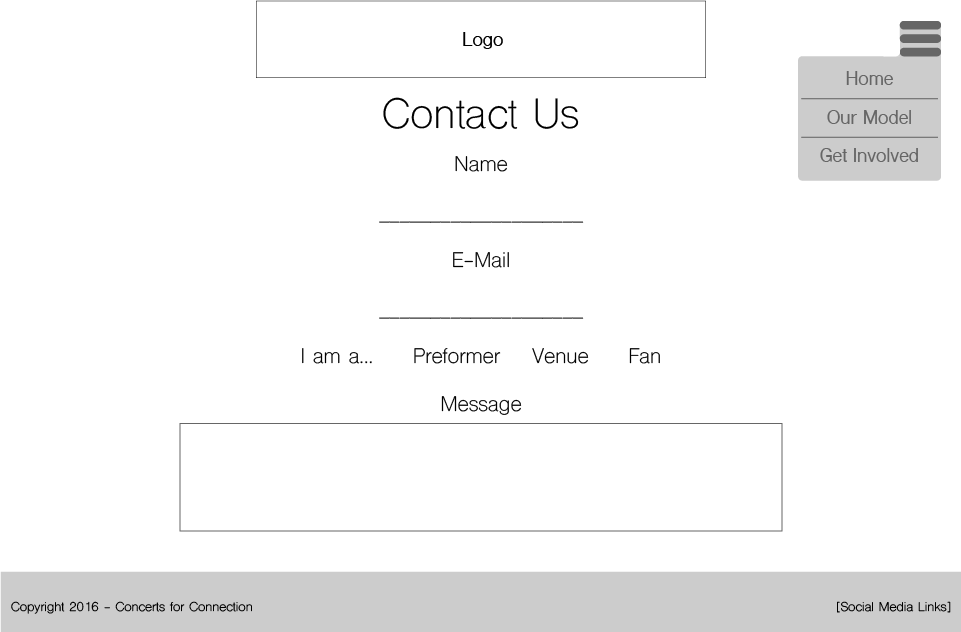 Logo
Home
Our Model
Get Involved
Contact Us
Name
E-Mail
I am a... Preformer Venue Fan
Message
Copyright 2016 - Concerts for Connection [Social Media Links]